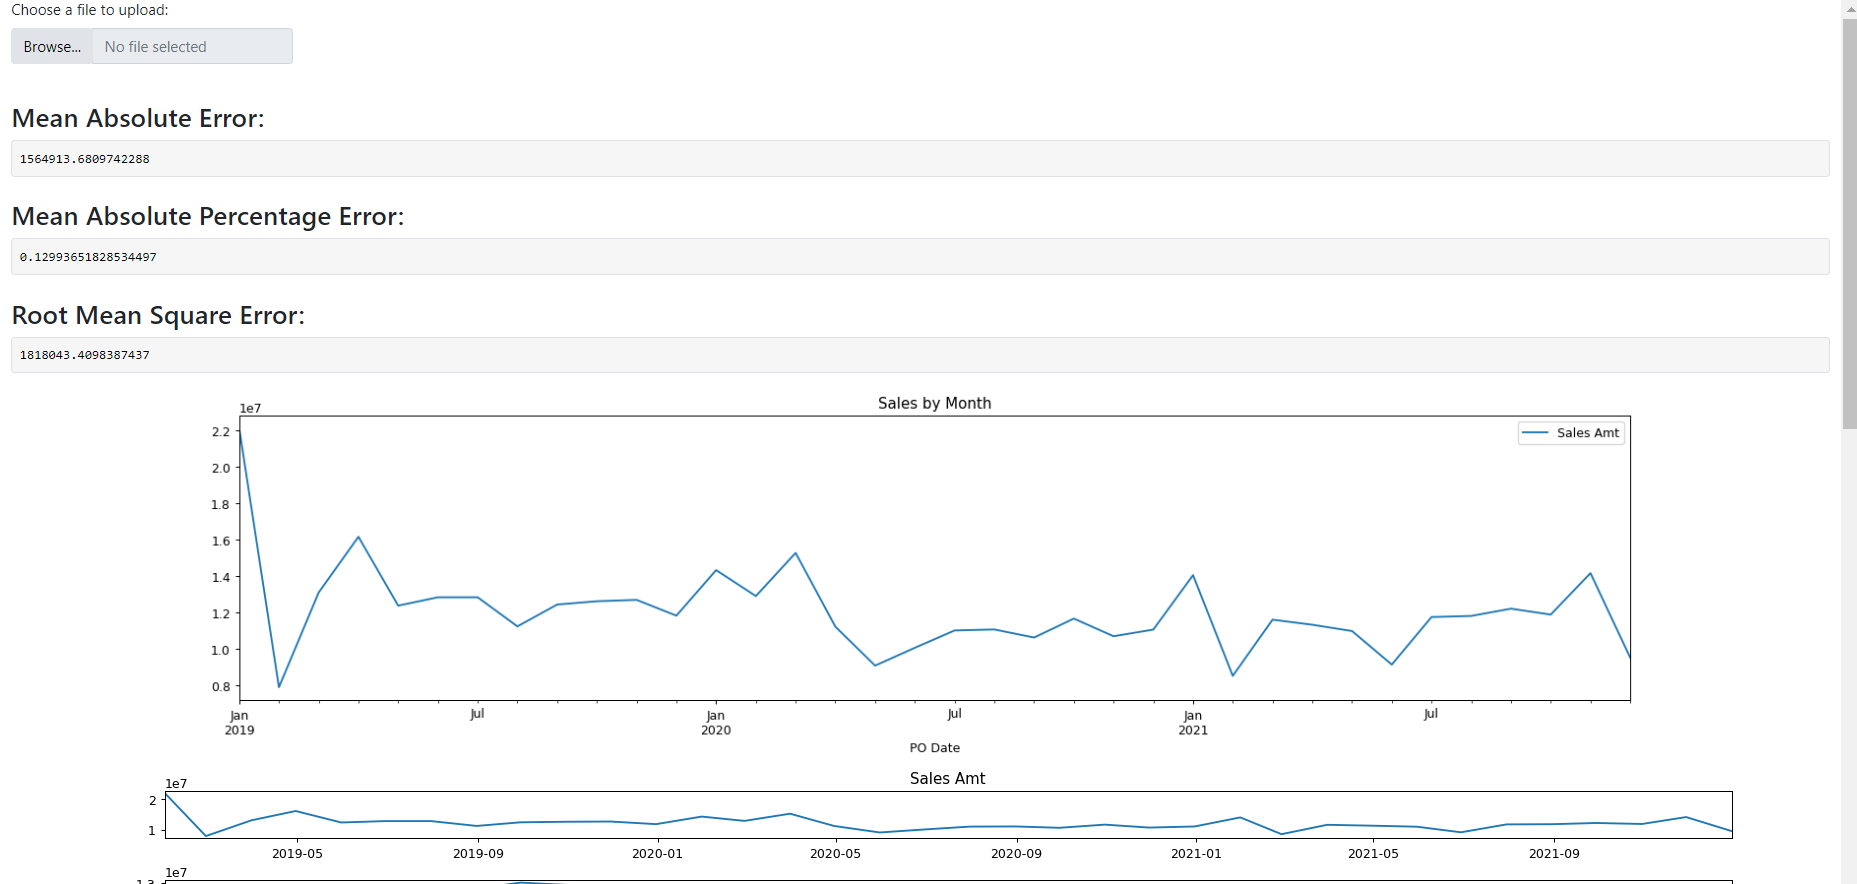 Choose a file to upload:
Browse... No file selected
Mean Absolute Error:
1564913.6809742288
Mean Absolute Percentage Error:
0.12993651828534497
Root Mean Square Error:
1818043.4098387437
Sales by Month
1e7
Sales Amt
2.2
2.0
1.8
1.6
1.4
1.2
1.0
0.8
Jan Jul Jan Jul Jan Jul
2019 2020 2021
PO Date
Sales Amt
1e7
2
1
2019-05 2019-09 2020-01 2020-05 2020-09 2021-01 2021-05 2021-09
1e7